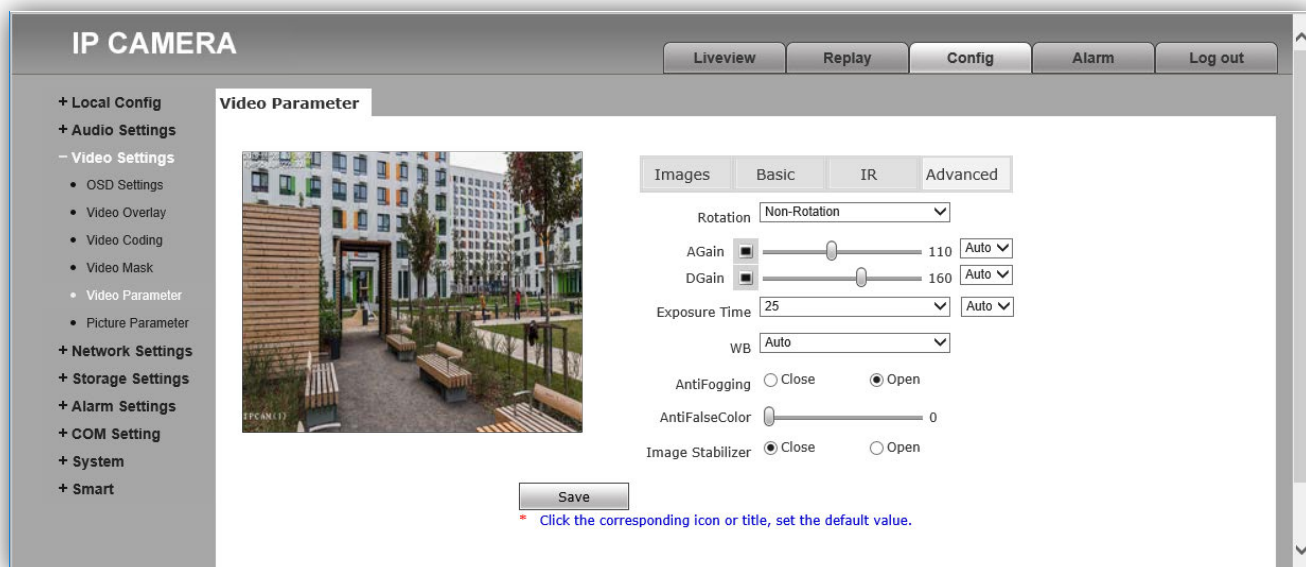 IP CAMERA
Liveview
Replay
Config
Alarm
Log out
+ Local Config
+ Audio Settings
− Video Settings
• OSD Settings
• Video Overlay
• Video Coding
• Video Mask
• Video Parameter
• Picture Parameter
+ Network Settings
+ Storage Settings
+ Alarm Settings
+ COM Setting
+ System
+ Smart
Video Parameter
IPCAM(1)
Images Basic IR Advanced
Rotation Non-Rotation
AGain 110 Auto
DGain 160 Auto
Exposure Time 25 Auto
WB Auto
AntiFogging Close Open
AntiFalseColor 0
Image Stabilizer Close Open
Save
* Click the corresponding icon or title, set the default value.